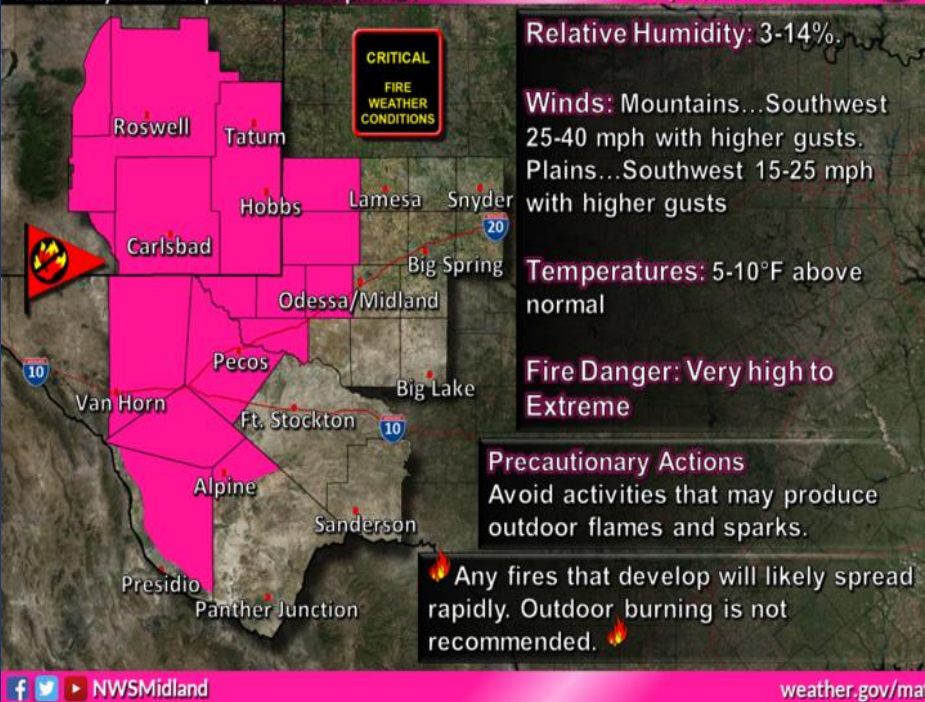 Relative Humidity: 3-14%.
Winds: Mountains...Southwest
25-40 mph with higher gusts.
Plains...Southwest 15-25 mph
with higher gusts
Temperatures: 5-10°F above
normal
Fire Danger: Very high to
Extreme
Precautionary Actions
Avoid activities that may produce
outdoor flames and sparks.
Any fires that develop will likely spread
rapidly. Outdoor burning is not
recommended.
CRITICAL
FIRE
WEATHER
CONDITIONS
Roswell
Tatum
Hobbs
Lamesa
Snyder
20
Carlsbad
Big Spring
Odessa/Midland
Pecos
10
Big Lake
Van Horn
Ft. Stockton
10
Alpine
Sanderson
Presidio
Panther Junction
NWSMidland
weather.gov/ma